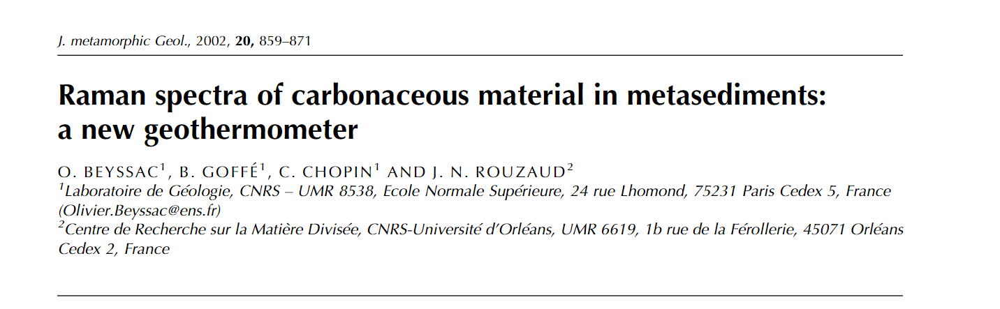 J. metamorphic Geol., 2002, 20, 859–871
Raman spectra of carbonaceous material in metasediments:
a new geothermometer
O. BEYSSAC1, B. GOFFÉ1, C. CHOPIN1 AND J. N. ROUZAUD2
1Laboratoire de Géologie, CNRS – UMR 8538, Ecole Normale Supérieure, 24 rue Lhomond, 75231 Paris Cedex 5, France
(Olivier.Beyssac@ens.fr)
2Centre de Recherche sur la Matière Divisée, CNRS-Université d’Orléans, UMR 6619, 1b rue de la Férollerie, 45071 Orléans
Cedex 2, France